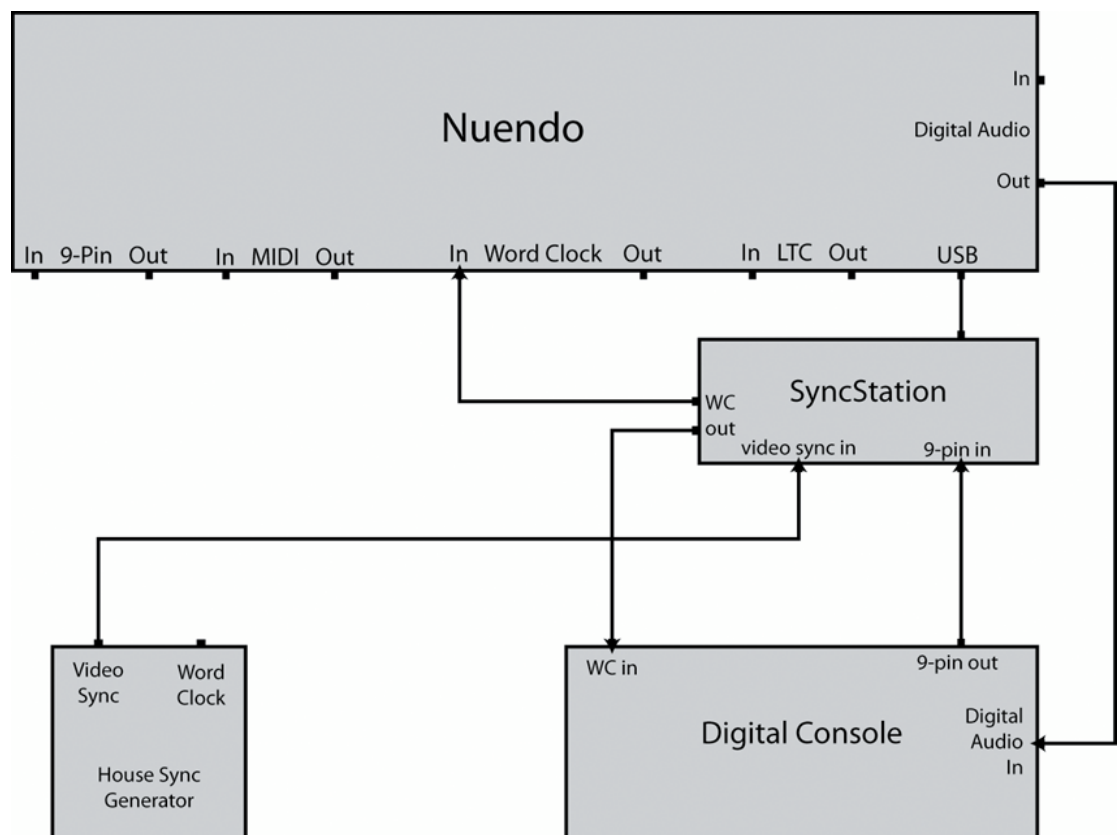 In
Nuendo
Digital Audio
Out
In 9-Pin Out In MIDI Out In Word Clock Out In LTC Out USB
SyncStation
WC
out
video sync in 9-pin in
Video
Sync
Word
Clock
House Sync
Generator
WC in
9-pin out
Digital Console
Digital
Audio
In